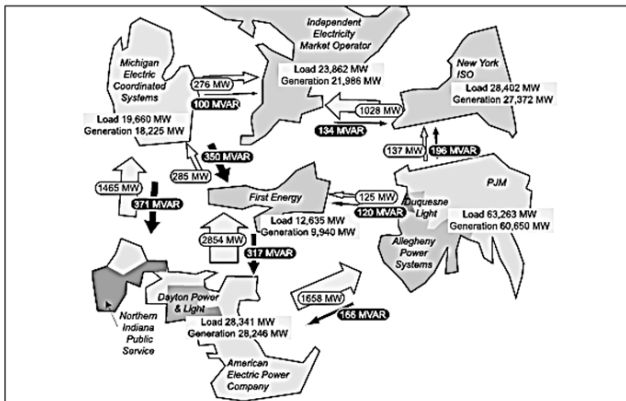 Independent
Electricity
Market Operator
Load 23,862 MW
Generation 21,986 MW
Michigan
Electric
Coordinated
Systems
Load 19,660 MW
Generation 18,225 MW
New York
ISO
Load 28,402 MW
Generation 27,372 MW
276 MW
100 MVAR
1028 MW
134 MVAR
350 MVAR
285 MW
137 MW
196 MVAR
1465 MW
371 MVAR
First Energy
Load 12,635 MW
Generation 9,940 MW
125 MW
120 MVAR
Duquesne
Light
PJM
Load 63,263 MW
Generation 60,650 MW
Allegheny
Power
Systems
2854 MW
317 MVAR
1658 MW
165 MVAR
Northern
Indiana
Public
Service
Dayton Power
& Light
Load 28,341 MW
Generation 28,246 MW
American
Electric Power
Company